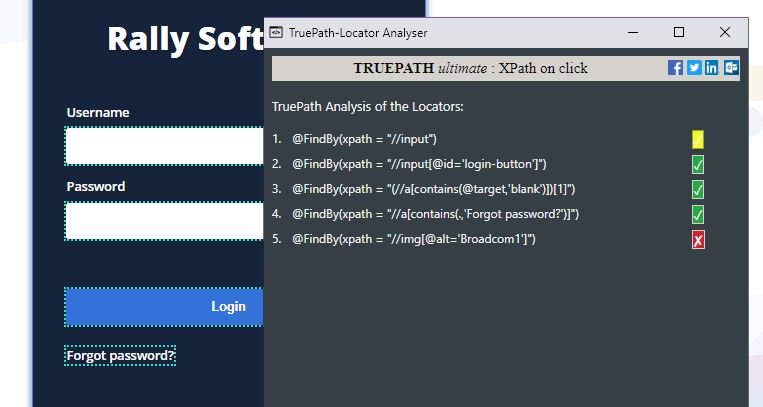 Rally Soft
Username
Password
Login
Forgot password?
TruePath-Locator Analyser
TRUEPATH ultimate : XPath on click
TruePath Analysis of the Locators:
1. @FindBy(xpath = "//input")
2. @FindBy(xpath = "//input[@id='login-button']")
3. @FindBy(xpath = "(//a[contains(@target,'blank')])[1]")
4. @FindBy(xpath = "//a[contains(.,'Forgot password?')]")
5. @FindBy(xpath = "//img[@alt='Broadcom1']")